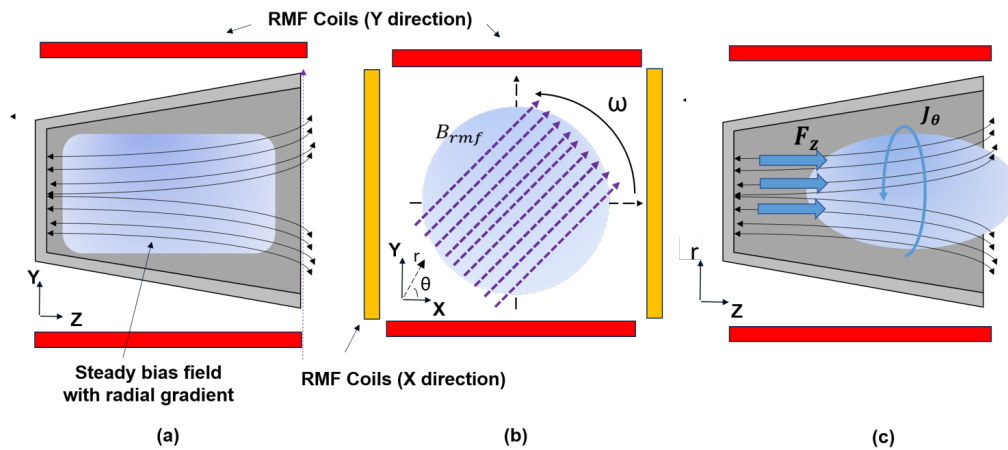 RMF Coils (Y direction)
B_rmf
ω
Y
r
θ
X
Y
Z
F_z
J_θ
r
Z
Steady bias field
with radial gradient
RMF Coils (X direction)
(a)
(b)
(c)